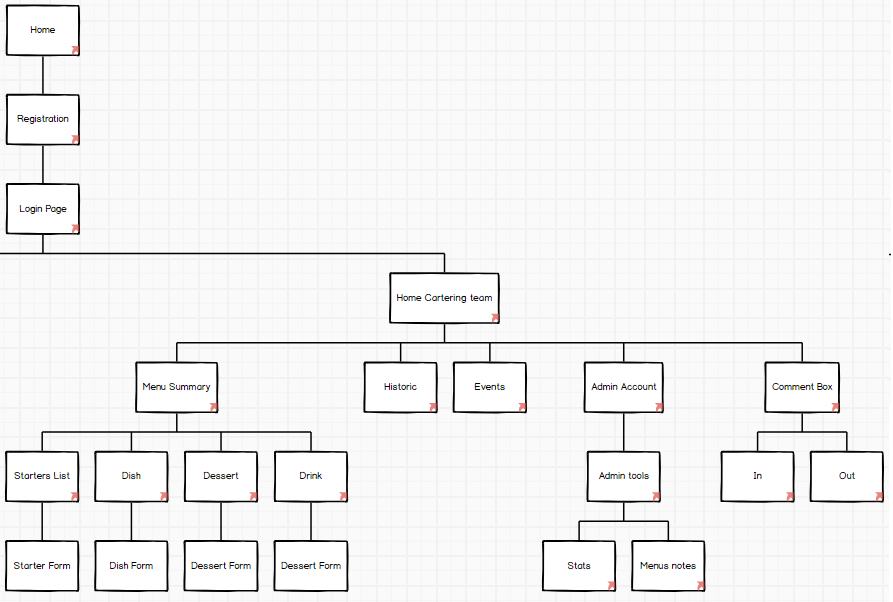 Home
Registration
Login Page
Home Cartering team
Menu Summary
Historic
Events
Admin Account
Comment Box
Starters List
Dish
Dessert
Drink
Admin tools
In
Out
Starter Form
Dish Form
Dessert Form
Dessert Form
Stats
Menus notes